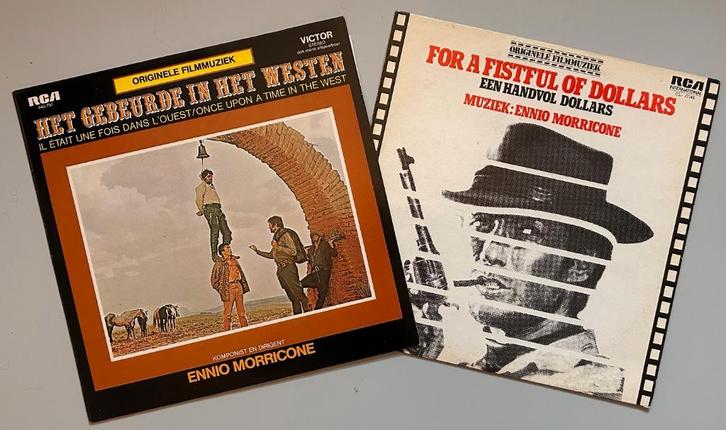 VICTOR
STEREO
ORIGINELE FILMMUZIEK
RCA
HET GEBEURDE IN HET WESTEN
IL ÉTAIT UNE FOIS DANS L'OUEST/ONCE UPON A TIME IN THE WEST
KOMPONIST EN DIRIGENT
ENNIO MORRICONE
ORIGINELE FILMMUZIEK
FOR A FISTFUL OF DOLLARS
EEN HANDVOL DOLLARS
MUZIEK: ENNIO MORRICONE
RCA
INTERNATIONAL